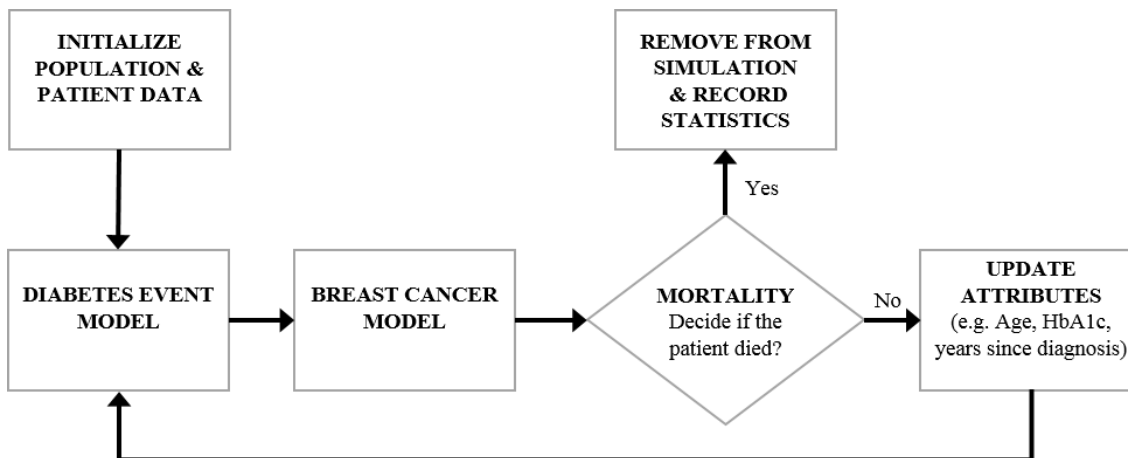 INITIALIZE
POPULATION &
PATIENT DATA
REMOVE FROM
SIMULATION
& RECORD
STATISTICS
Yes
DIABETES EVENT
MODEL
BREAST CANCER
MODEL
MORTALITY
Decide if the
patient died?
No
UPDATE
ATTRIBUTES
(e.g. Age, HbA1c,
years since diagnosis)